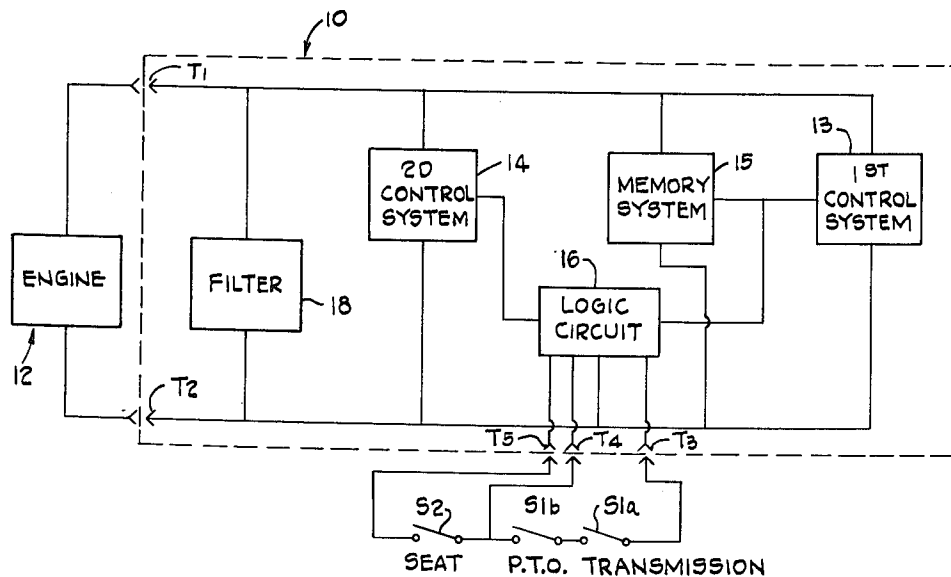 10
T1
13
2D
CONTROL
SYSTEM
14
MEMORY
SYSTEM
15
1ST
CONTROL
SYSTEM
ENGINE
12
FILTER
18
16
LOGIC
CIRCUIT
T2
T5
T4
T3
S2
S1b
S1a
SEAT
P.T.O. TRANSMISSION